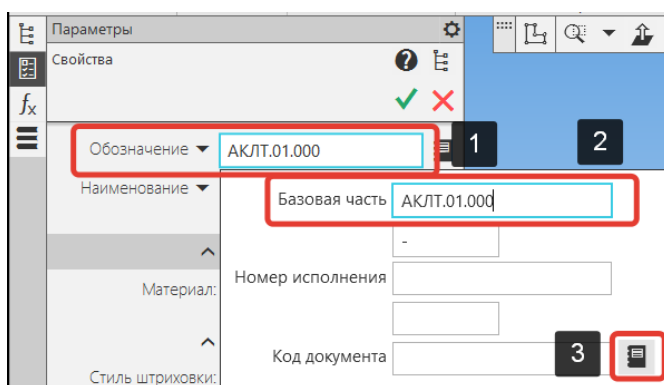 Параметры
Свойства
Обозначение АКЛТ.01.000 1 2
Наименование
Базовая часть АКЛТ.01.000
-
Номер исполнения
Материал:
Код документа 3
Стиль штриховки: